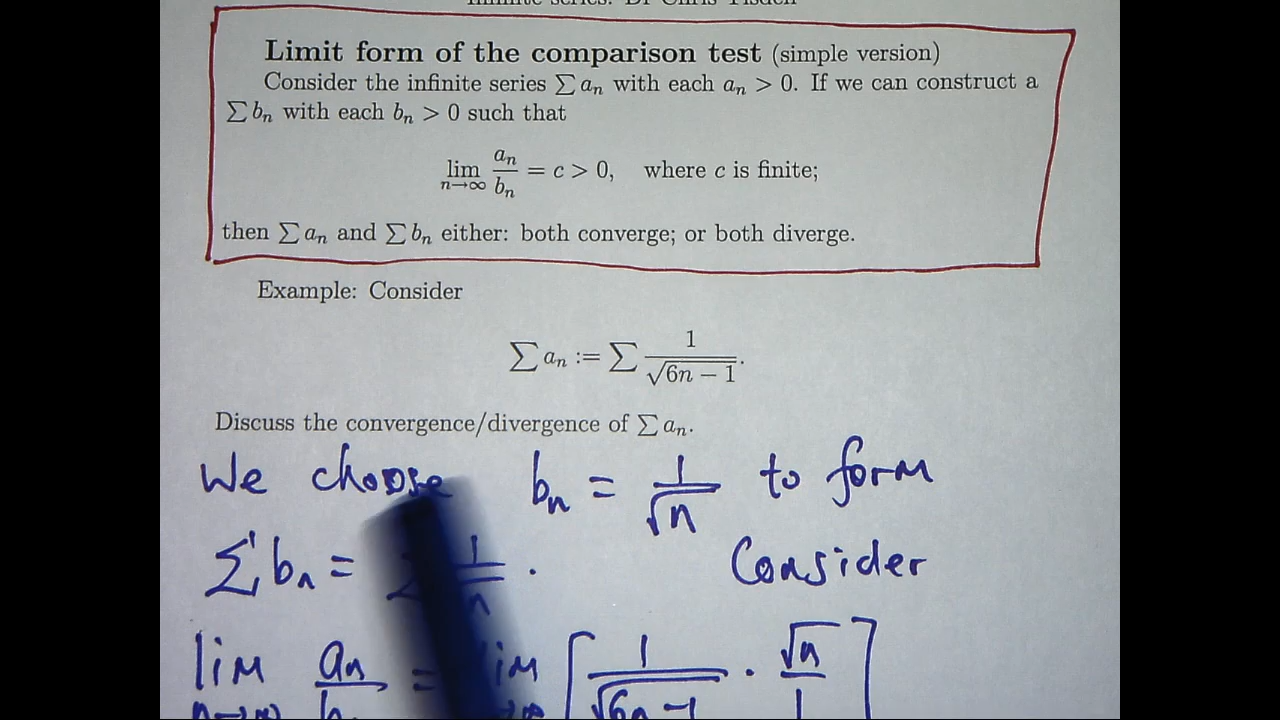 Limit form of the comparison test (simple version)
Consider the infinite series ∑ aₙ with each aₙ > 0. If we can construct a
∑ bₙ with each bₙ > 0 such that
lim n→∞ aₙ/bₙ = c > 0, where c is finite;
then ∑ aₙ and ∑ bₙ either: both converge; or both diverge.
Example: Consider
∑ aₙ := ∑ 1/√(6n − 1).
Discuss the convergence/divergence of ∑ aₙ.
We choose bₙ = 1/√n to form
∑ bₙ = . Consider
lim n→∞ aₙ/b = lim [1/√(6n−1) · √n/1]